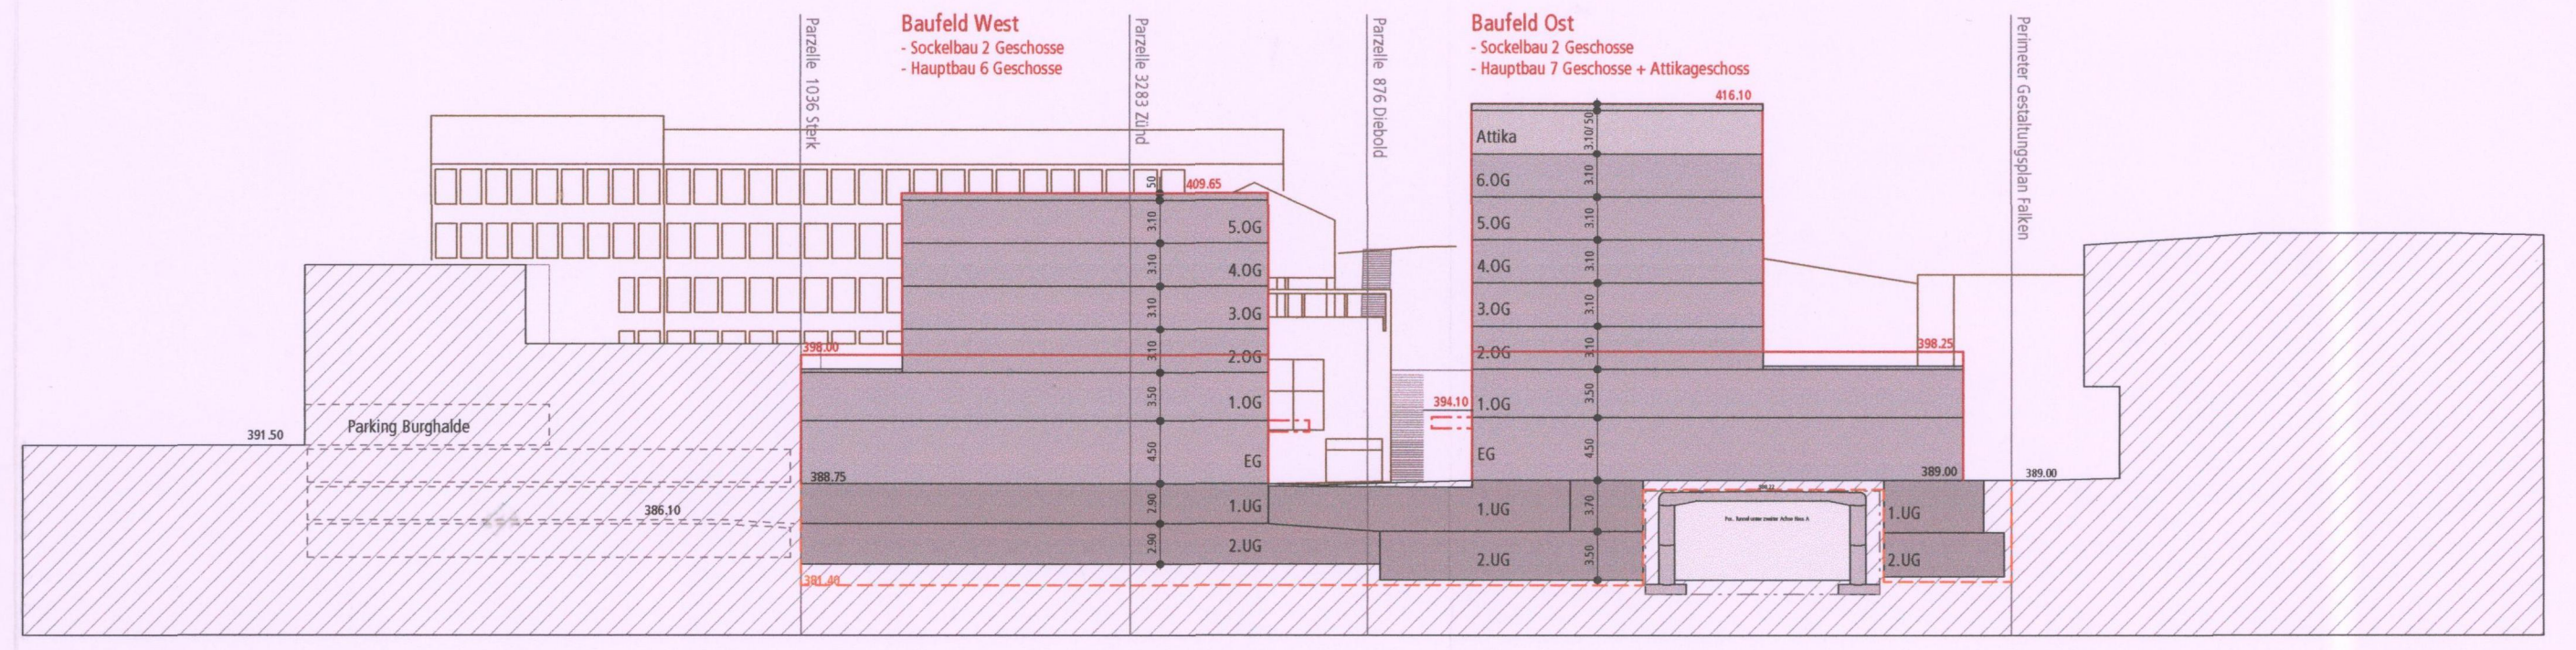 Baufeld West
- Sockelbau 2 Geschosse
- Hauptbau 6 Geschosse
Baufeld Ost
- Sockelbau 2 Geschosse
- Hauptbau 7 Geschosse + Attikageschoss
Parzelle 1036 Sterk
Parzelle 3283 Zünd
Parzelle 876 Diebold
Perimeter Gestaltungsplan Falken
391.50
Parking Burghalde
386.10
398.00
388.75
381.40
409.65
50
3.10
3.10
3.10
3.10
3.50
4.50
2.90
2.90
5.OG
4.OG
3.OG
2.OG
1.OG
EG
1.UG
2.UG
394.10
416.10
Attika
6.OG
5.OG
4.OG
3.OG
2.OG
1.OG
EG
1.UG
2.UG
3.10/ 50
3.10
3.10
3.10
3.10
3.10
3.50
4.50
3.70
3.50
398.25
389.00
389.00
1.UG
2.UG